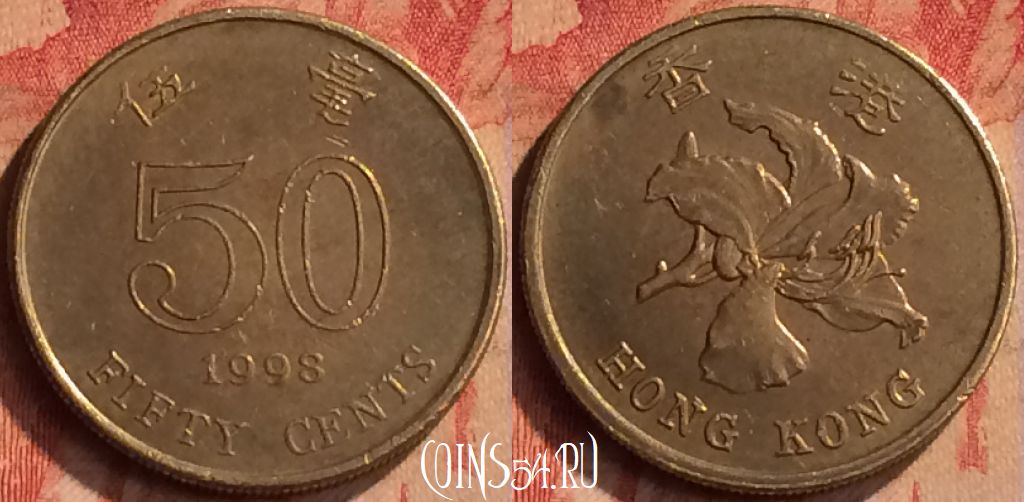 伍毫
50
1998
FIFTY CENTS
香港
HONG KONG
COINS54.RU